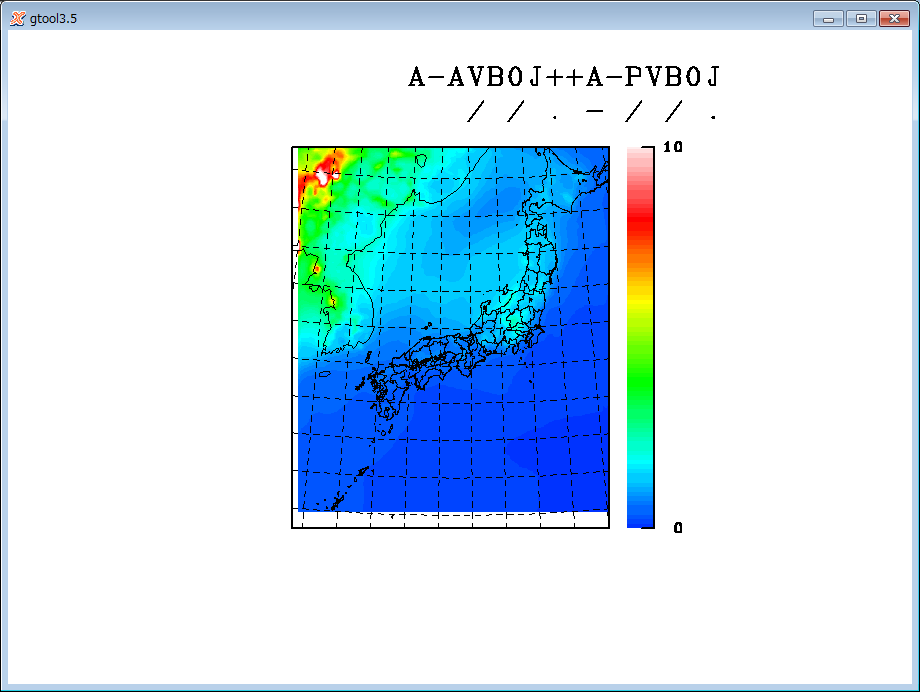 gtool3.5
A-AVBOJ++A-PVBOJ
/ / . - / / .
10
0